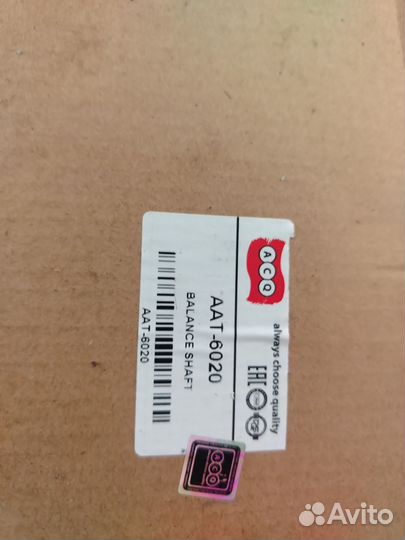 ACQ
always choose quality
EAC
AAT-6020
BALANCE SHAFT
AAT-6020
ACQ
Avito